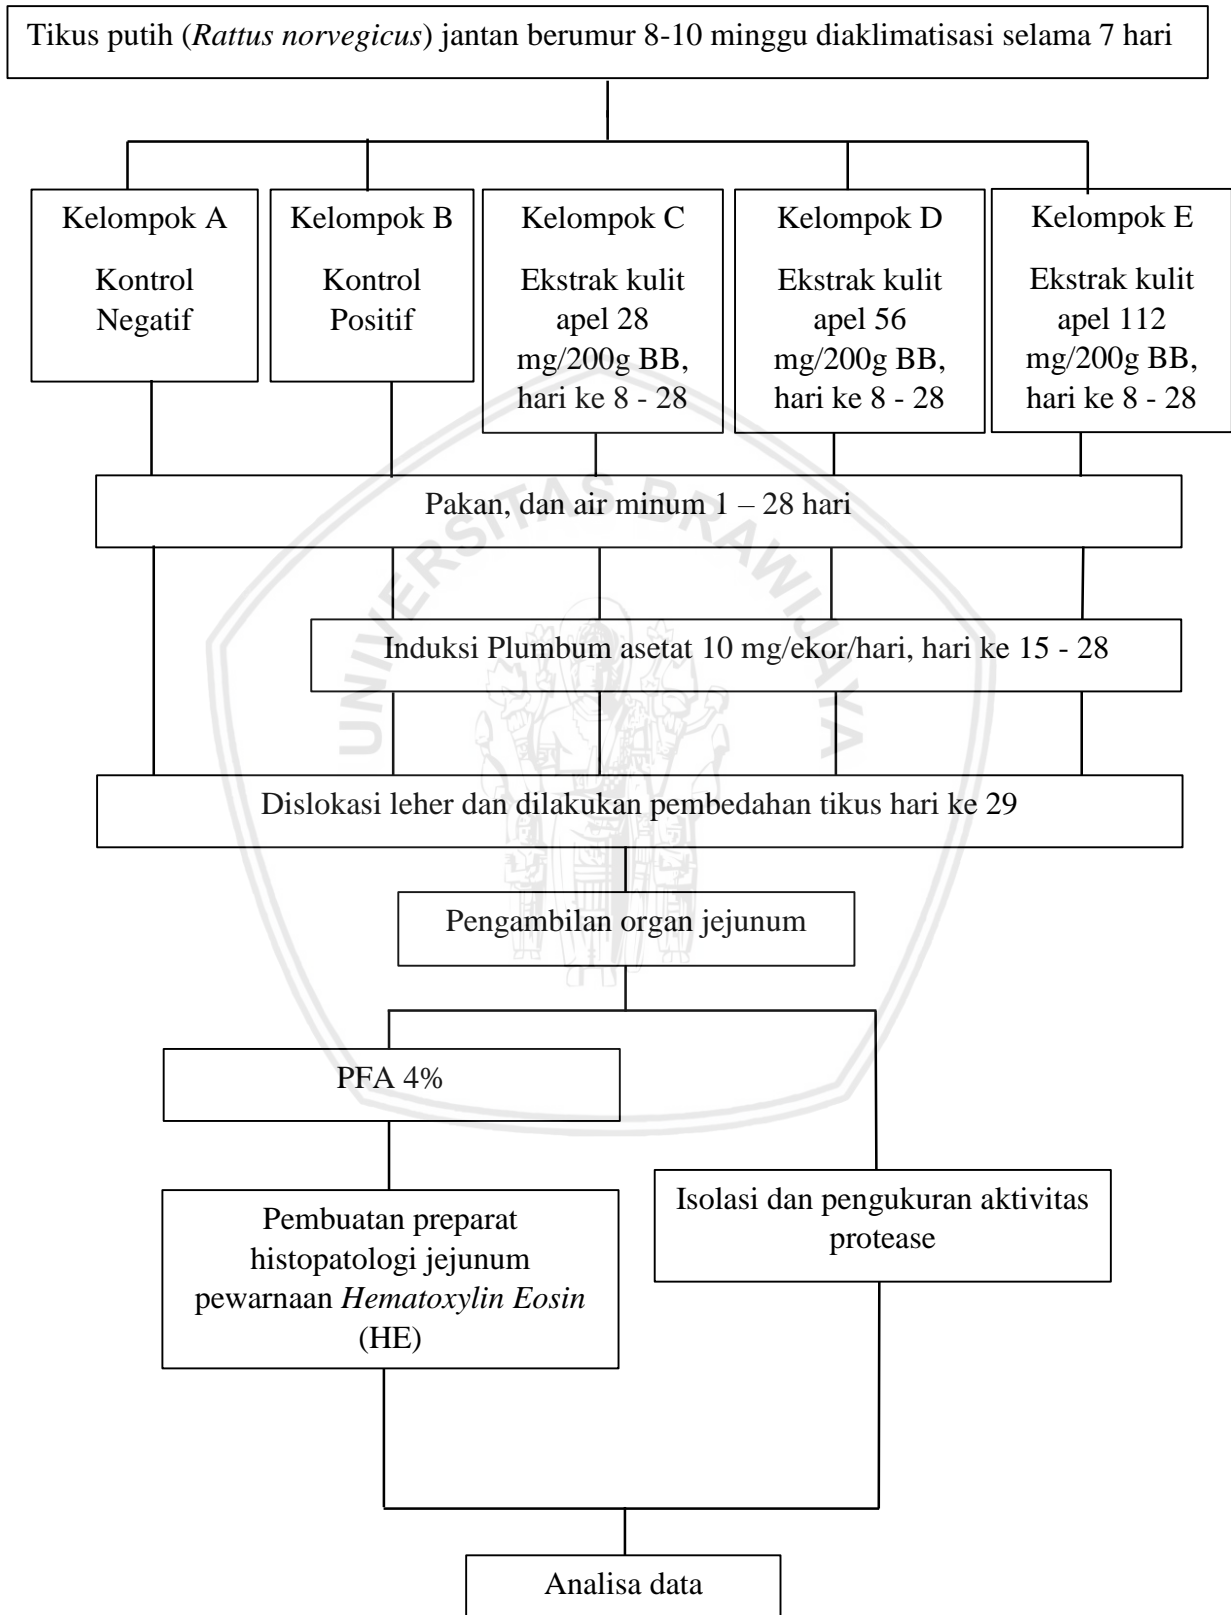 Tikus putih (Rattus norvegicus) jantan berumur 8-10 minggu diaklimatisasi selama 7 hari
Kelompok A
Kontrol
Negatif
Kelompok B
Kontrol
Positif
Kelompok C
Ekstrak kulit
apel 28
mg/200g BB,
hari ke 8 - 28
Kelompok D
Ekstrak kulit
apel 56
mg/200g BB,
hari ke 8 - 28
Kelompok E
Ekstrak kulit
apel 112
mg/200g BB,
hari ke 8 - 28
Pakan, dan air minum 1 – 28 hari
UNIVERSITAS BRAWIJAYA
Induksi Plumbum asetat 10 mg/ekor/hari, hari ke 15 - 28
Dislokasi leher dan dilakukan pembedahan tikus hari ke 29
Pengambilan organ jejunum
PFA 4%
Pembuatan preparat
histopatologi jejunum
pewarnaan Hematoxylin Eosin
(HE)
Isolasi dan pengukuran aktivitas
protease
Analisa data